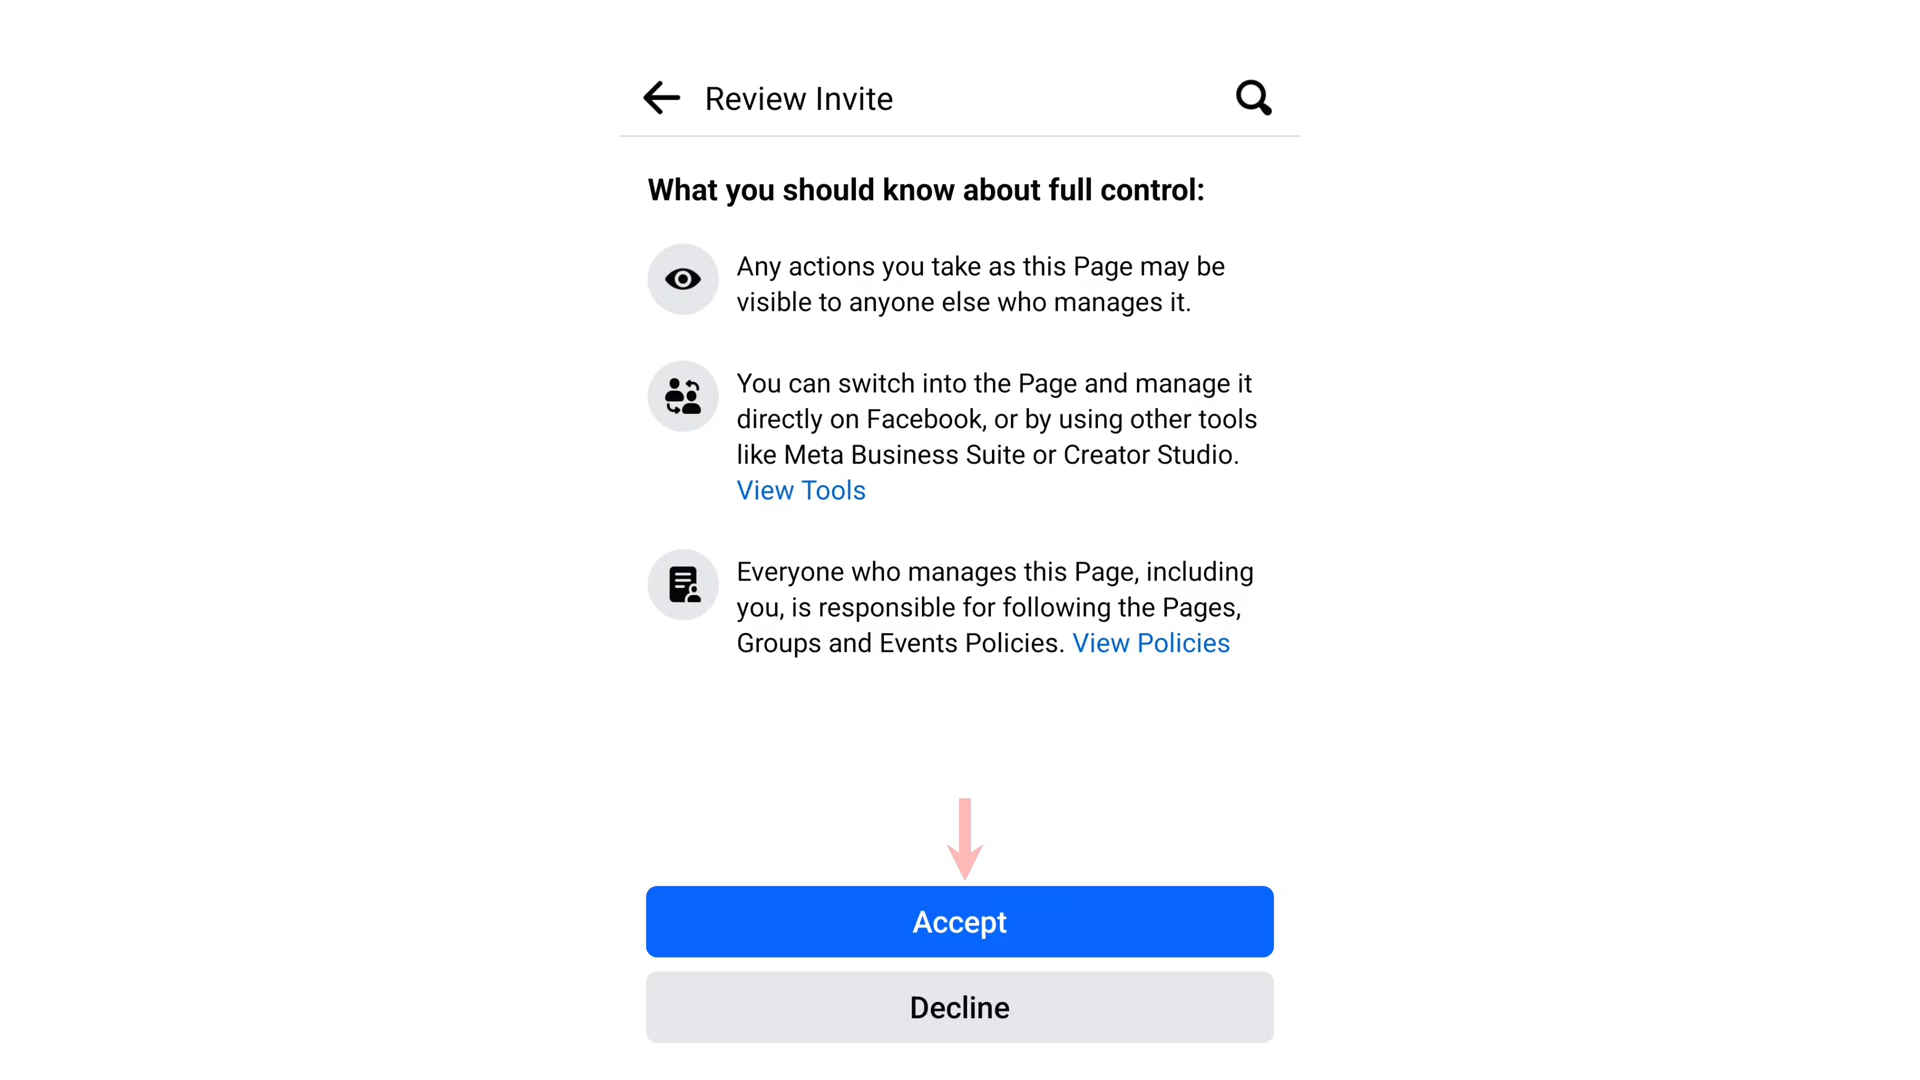 Review Invite
What you should know about full control:
Any actions you take as this Page may be
visible to anyone else who manages it.
You can switch into the Page and manage it
directly on Facebook, or by using other tools
like Meta Business Suite or Creator Studio.
View Tools
Everyone who manages this Page, including
you, is responsible for following the Pages,
Groups and Events Policies. View Policies
Accept
Decline